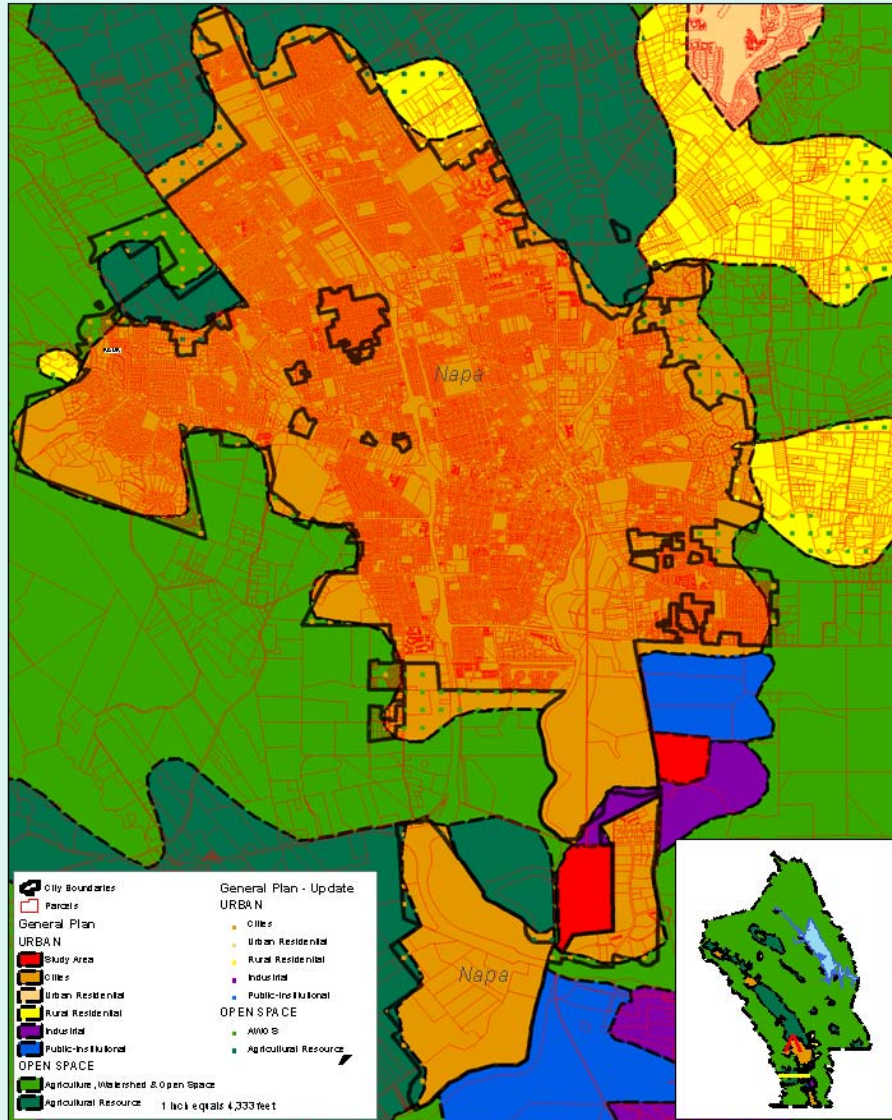 Napa
Napa
City Boundaries
Parcels
General Plan
URBAN
Study Area
Cities
Urban Residential
Rural Residential
Industrial
Public-Institutional
OPEN SPACE
Agriculture, Watershed & Open Space
Agricultural Resource
1 inch equals 4,333 feet
General Plan - Update
URBAN
Cities
Urban Residential
Rural Residential
Industrial
Public-Institutional
OPEN SPACE
AWOS
Agricultural Resource